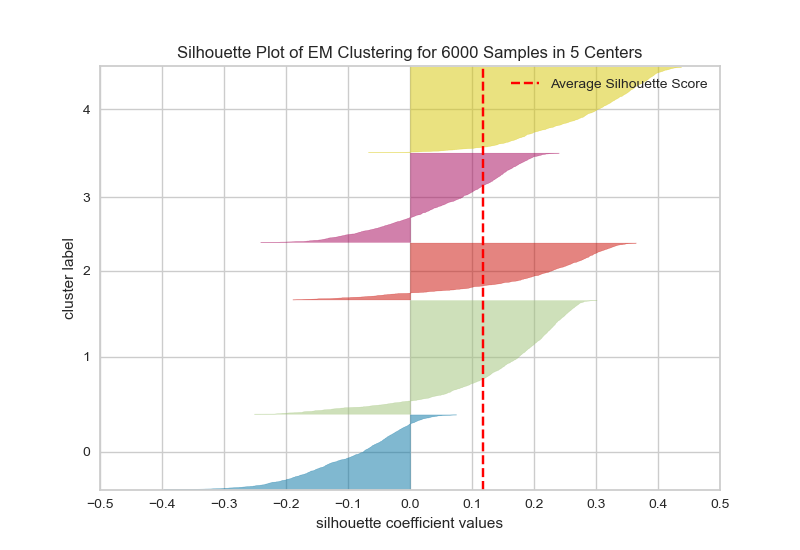 Silhouette Plot of EM Clustering for 6000 Samples in 5 Centers
Average Silhouette Score
4
3
2
1
0
cluster label
−0.5 −0.4 −0.3 −0.2 −0.1 0.0 0.1 0.2 0.3 0.4 0.5
silhouette coefficient values